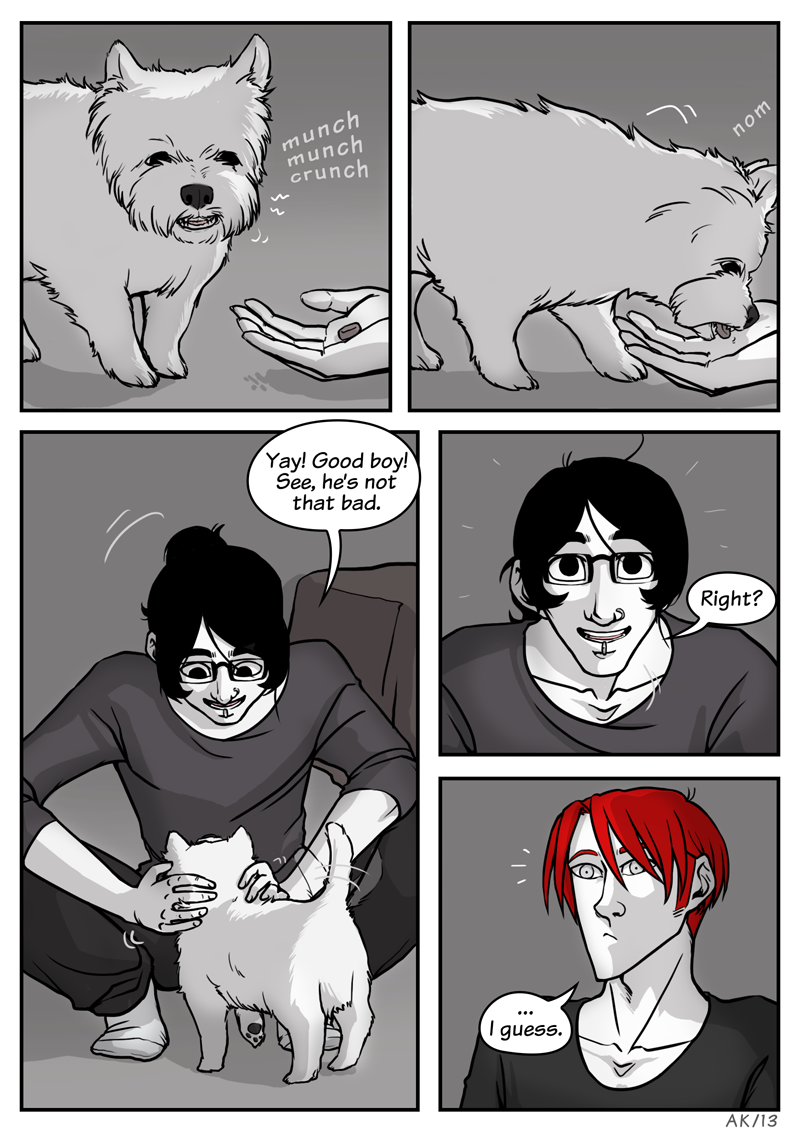 munch
munch
crunch
nom
Yay! Good boy!
See, he's not
that bad.
Right?
...
I guess.
AK/13